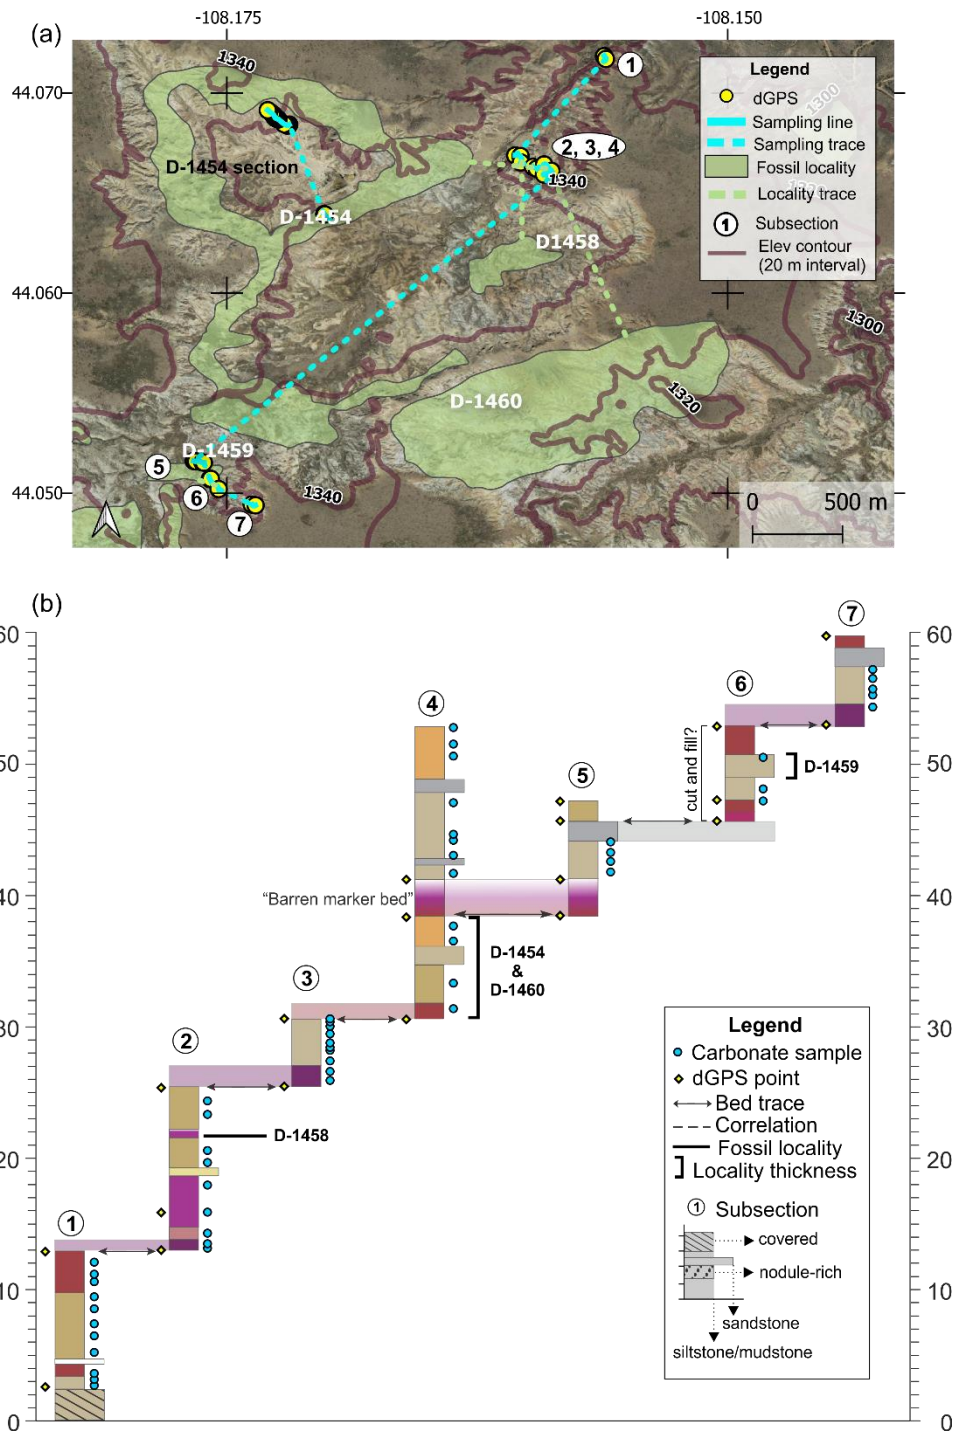 -108.175
-108.150
(a)
1340
1
Legend
dGPS
Sampling line
Sampling trace
Fossil locality
Locality trace
1 Subsection
Elev contour
(20 m interval)
1300
44.070
2, 3, 4
D-1454 section
1340
D-1454
D1458
44.060
1300
1320
D-1460
D-1459
5
6
1340
7
44.050
0 500 m
(b)
60
60
7
6
4
cut and fill?
D-1459
5
50
50
"Barren marker bed"
40
40
D-1454
&
D-1460
3
30
30
2
Legend
Carbonate sample
dGPS point
Bed trace
Correlation
Fossil locality
Locality thickness
1 Subsection
covered
nodule-rich
sandstone
siltstone/mudstone
D-1458
20
20
1
10
10
0
0